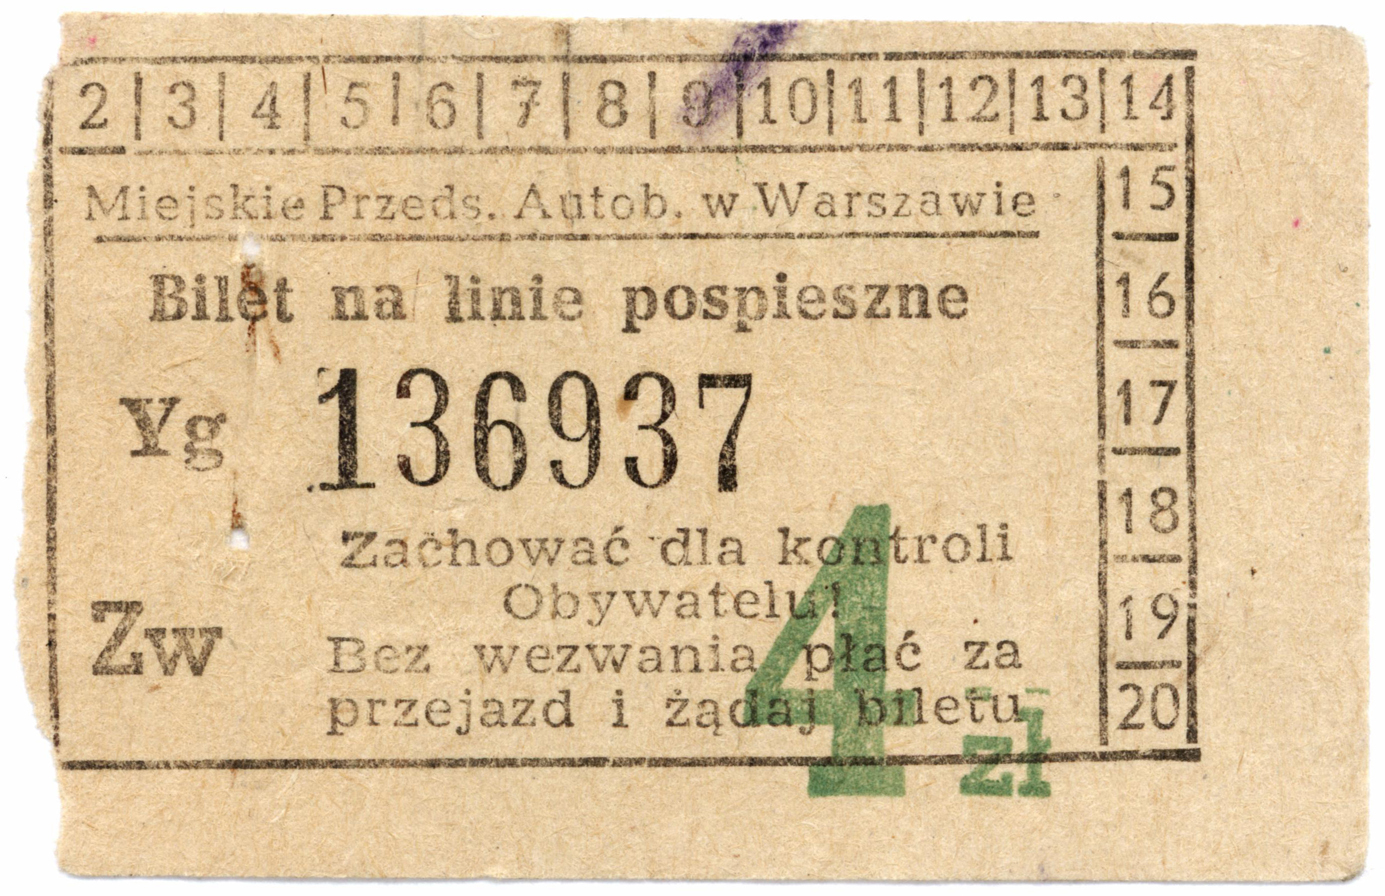 2 | 3 | 4 | 5 | 6 | 7 | 8 | 9 | 10 | 11 | 12 | 13 | 14
15
Miejskie Przeds. Autob. w Warszawie
16
Bilet na linie pospieszne
17
Yg 136937
18
Zachować dla kontroli
Obywatelu!
19
Zw
Bez wezwania płać za
przejazd i żądaj biletu
20
4 zł